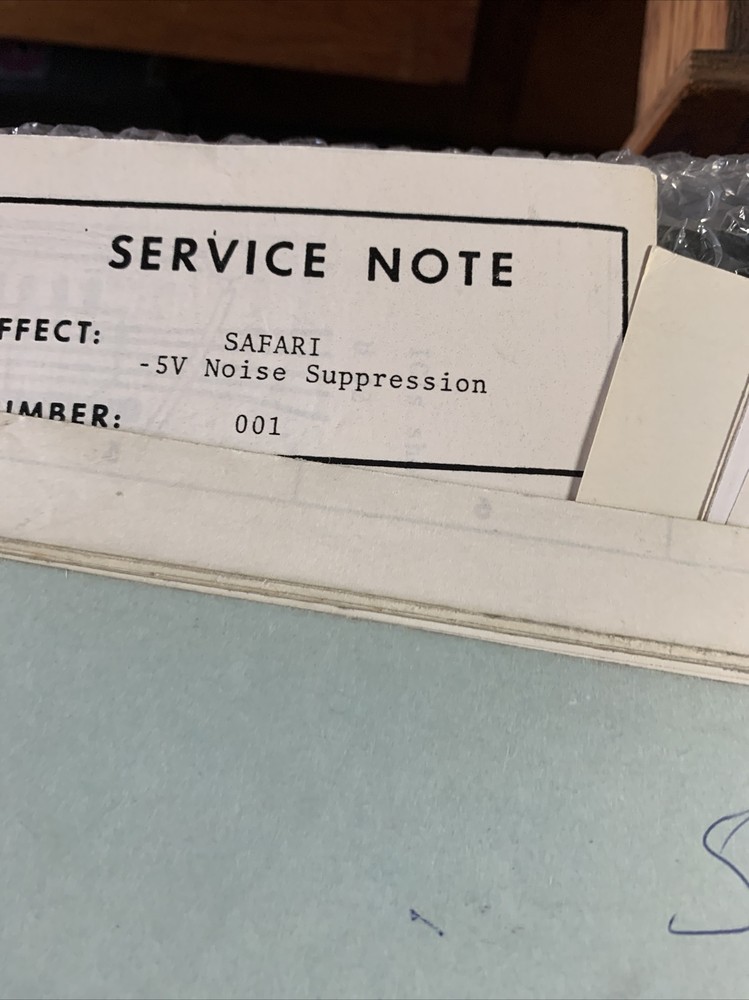 SERVICE NOTE
FFECT: SAFARI
-5V Noise Suppression
UMBER: 001
S